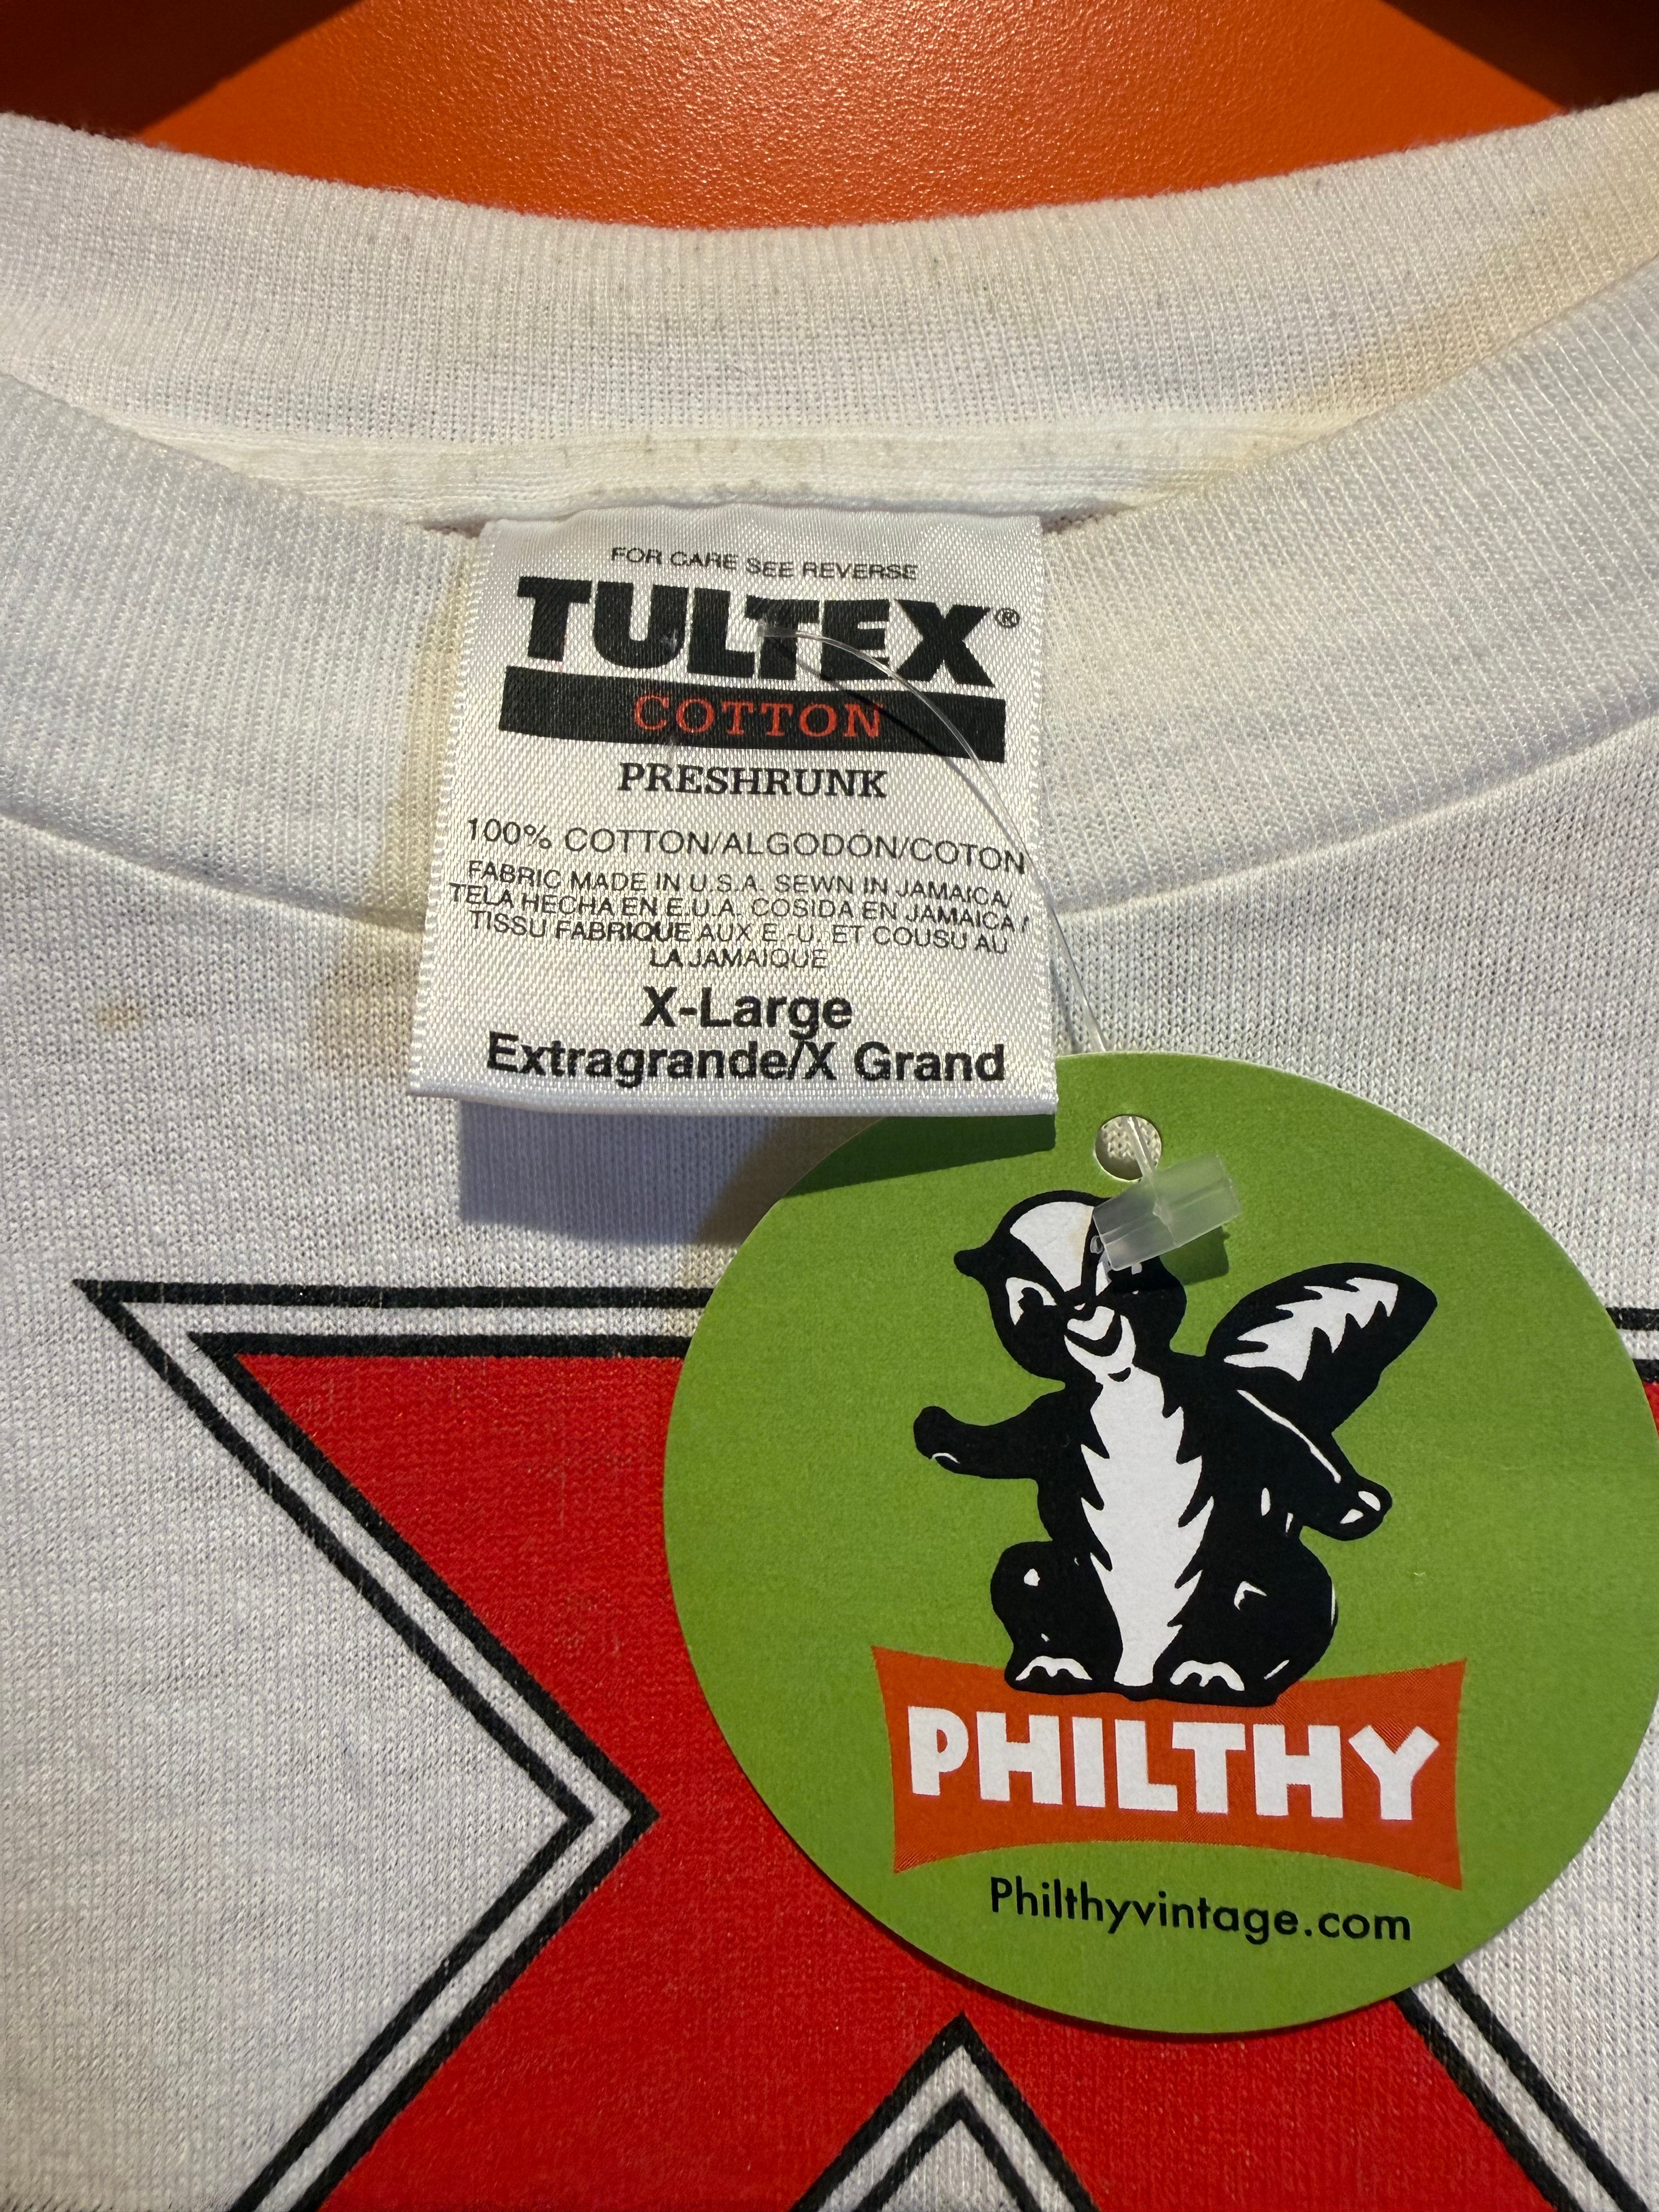 FOR CARE SEE REVERSE
TULTEX®
COTTON
PRESHRUNK
100% COTTON/ALGODÓN/COTON
FABRIC MADE IN U.S.A. SEWN IN JAMAICA/
TELA HECHA EN E.U.A. COSIDA EN JAMAICA/
TISSU FABRIQUE AUX E.-U. ET COUSU AU
LA JAMAIQUE
X-Large
Extragrande/X Grand
PHILTHY
Philthyvintage.com